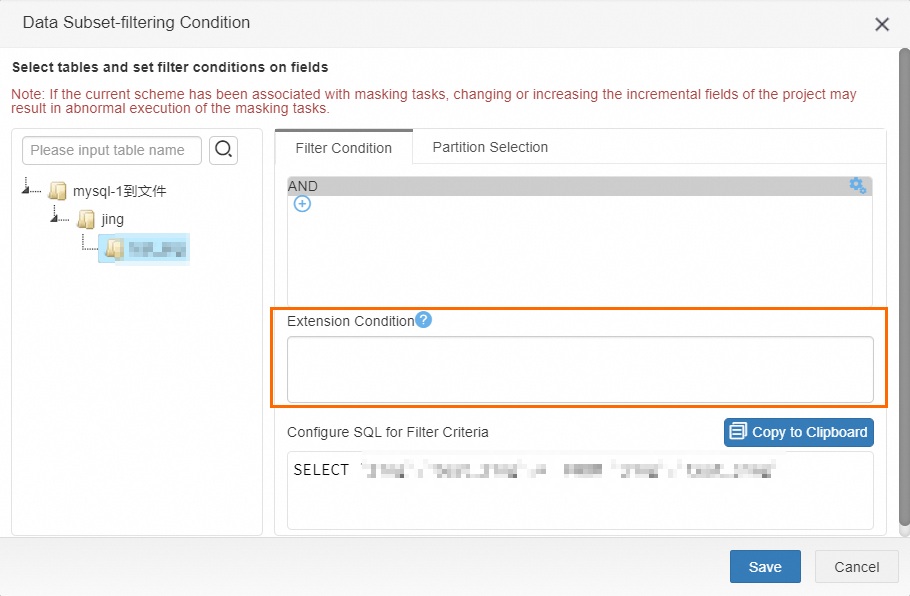 Data Subset-filtering Condition
Select tables and set filter conditions on fields
Note: If the current scheme has been associated with masking tasks, changing or increasing the incremental fields of the project may
result in abnormal execution of the masking tasks.
Please input table name
mysql-1到文件
jing
Filter Condition
Partition Selection
AND
Extension Condition
?
Configure SQL for Filter Criteria
Copy to Clipboard
SELECT
Save
Cancel